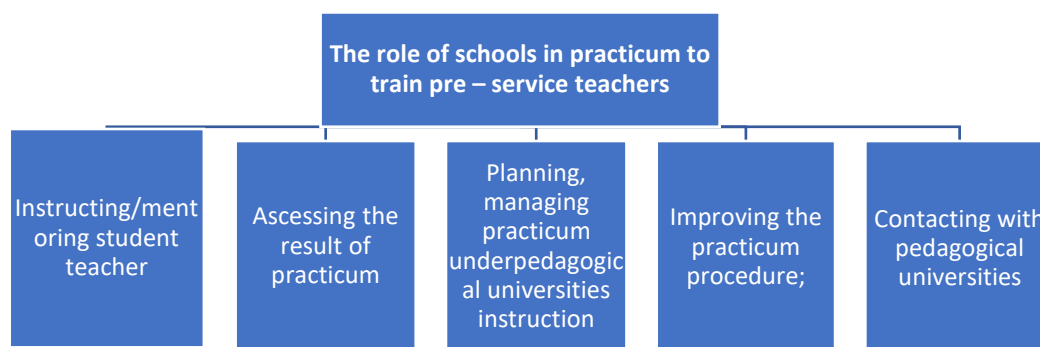 The role of schools in practicum to
train pre – service teachers
Instructing/ment
oring student
teacher
Ascessing the
result of
practicum
Planning,
managing
practicum
underpedagogic
al universities
instruction
Improving the
practicum
procedure;
Contacting with
pedagogical
universities